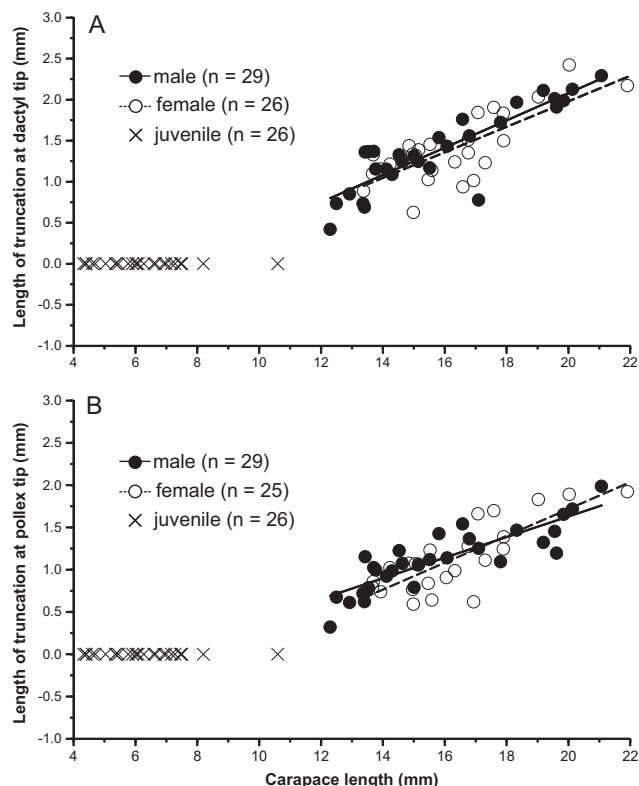 A
3.0
2.5
2.0
1.5
1.0
0.5
0.0
0.5
-1.0
Length of truncation at dactyl tip (mm)
male (n = 29)
female (n = 26)
juvenile (n = 26)
4 6 8 10 12 14 16 18 20 22
B
3.0
2.5
2.0
1.5
1.0
0.5
0.0
-0.5
-1.0
Length of truncation at pollex tip (mm)
male (n = 29)
female (n = 25)
juvenile (n = 26)
4 6 8 10 12 14 16 18 20 22
Carapace length (mm)